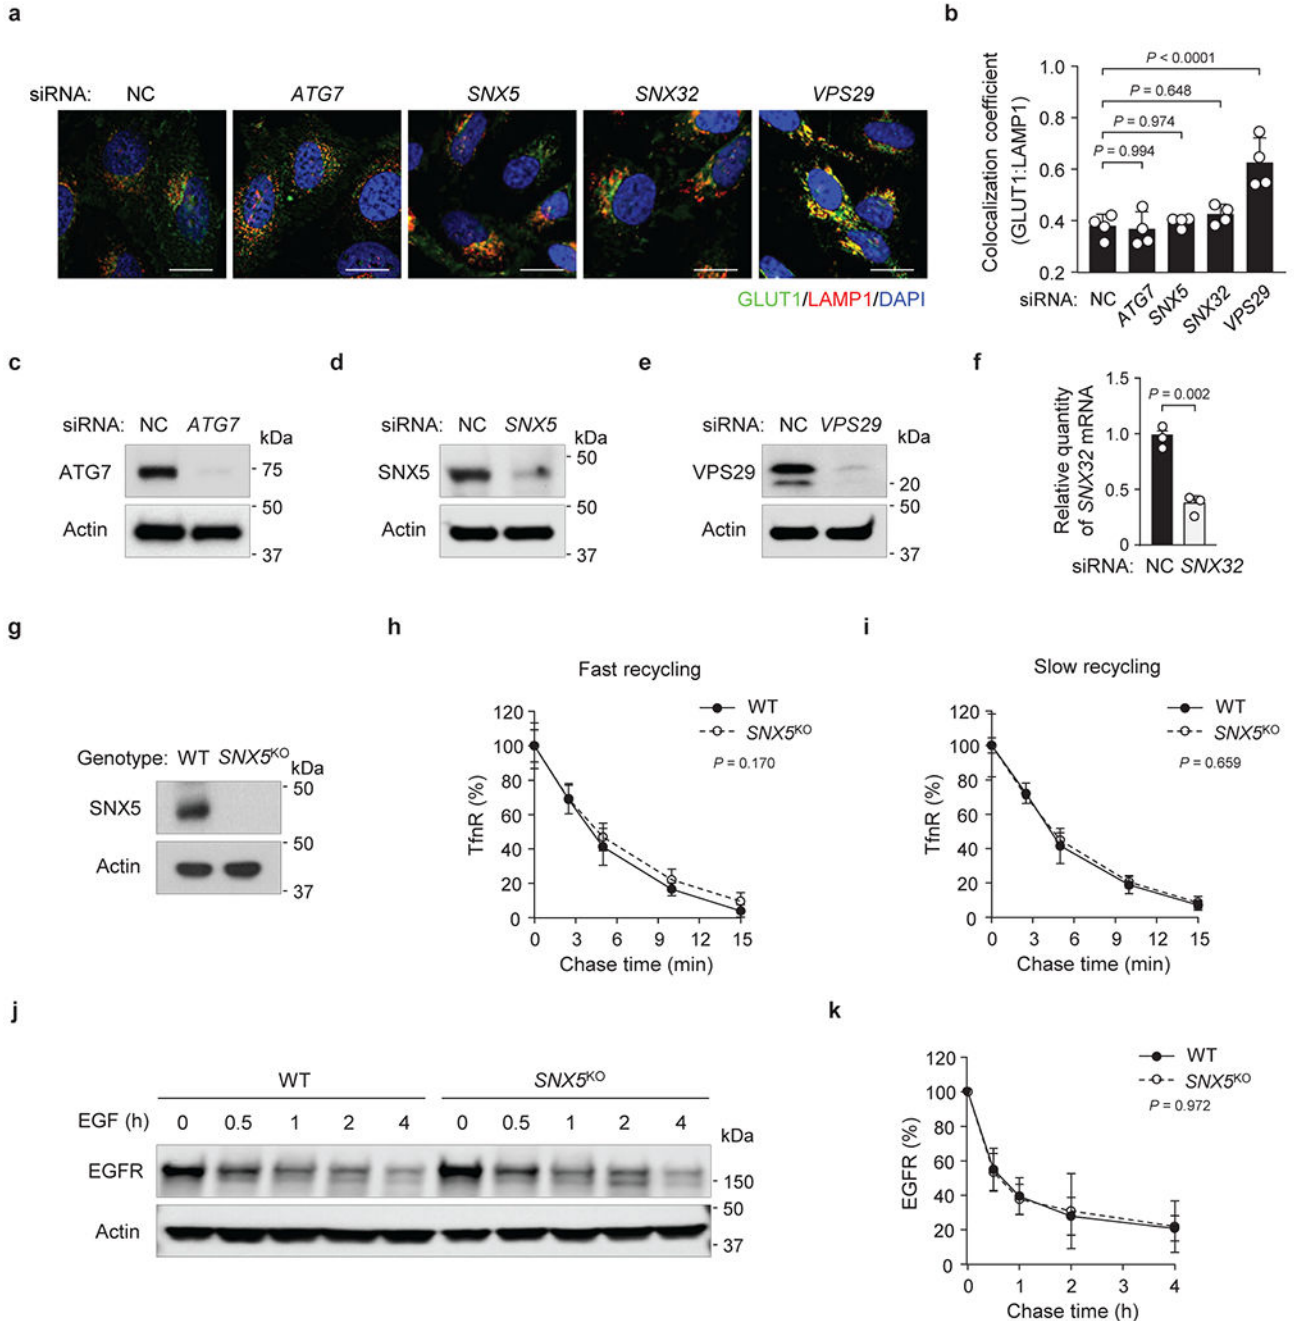 a
siRNA: NC ATG7 SNX5 SNX32 VPS29
GLUT1/LAMP1/DAPI
b
Colocalization coefficient
(GLUT1:LAMP1)
1.0
0.8
0.6
0.4
0.2
P < 0.0001
P = 0.648
P = 0.974
P = 0.994
siRNA: NC ATG7 SNX5 SNX32 VPS29
c
siRNA: NC ATG7
kDa
ATG7
75
50
Actin
37
d
siRNA: NC SNX5
kDa
50
SNX5
37
50
Actin
37
e
siRNA: NC VPS29
kDa
VPS29
20
50
Actin
37
f
Relative quantity
of SNX32 mRNA
1.5
1.0
0.5
0
P = 0.002
siRNA: NC SNX32
g
Genotype: WT SNX5KO
kDa
50
SNX5
50
Actin
37
h
Fast recycling
WT
SNX5KO
P = 0.170
TfnR (%)
120
100
80
60
40
20
0
0 3 6 9 12 15
Chase time (min)
i
Slow recycling
WT
SNX5KO
P = 0.659
TfnR (%)
120
100
80
60
40
20
0
0 3 6 9 12 15
Chase time (min)
j
WT SNX5KO
EGF (h) 0 0.5 1 2 4 0 0.5 1 2 4
kDa
EGFR
150
50
Actin
37
k
WT
SNX5KO
P = 0.972
EGFR (%)
120
100
80
60
40
20
0
0 1 2 3 4
Chase time (h)